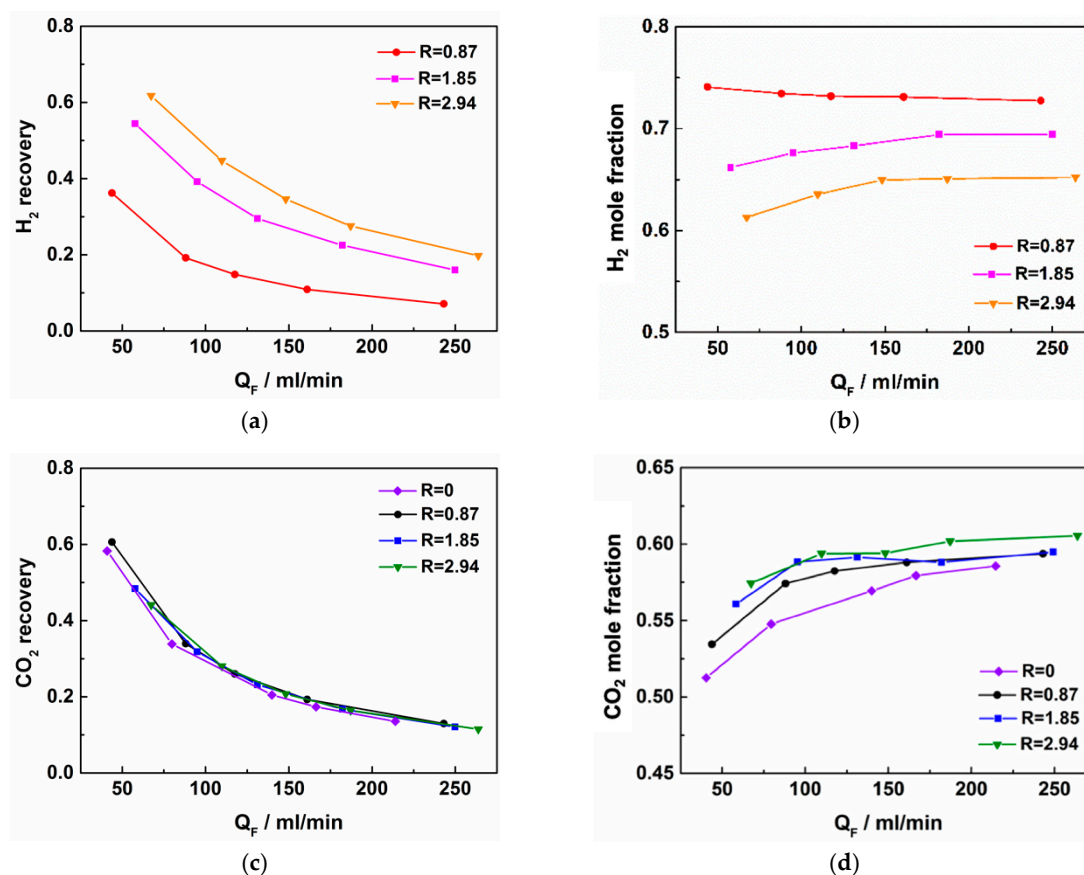 0.8
0.6
0.4
0.2
0.0
H₂ recovery
R=0.87
R=1.85
R=2.94
50 100 150 200 250
Q_F / ml/min
(a)
0.8
0.7
0.6
0.5
H₂ mole fraction
R=0.87
R=1.85
R=2.94
50 100 150 200 250
Q_F / ml/min
(b)
0.8
0.6
0.4
0.2
0.0
CO₂ recovery
R=0
R=0.87
R=1.85
R=2.94
50 100 150 200 250
Q_F / ml/min
(c)
0.65
0.60
0.55
0.50
0.45
CO₂ mole fraction
R=0
R=0.87
R=1.85
R=2.94
50 100 150 200 250
Q_F / ml/min
(d)